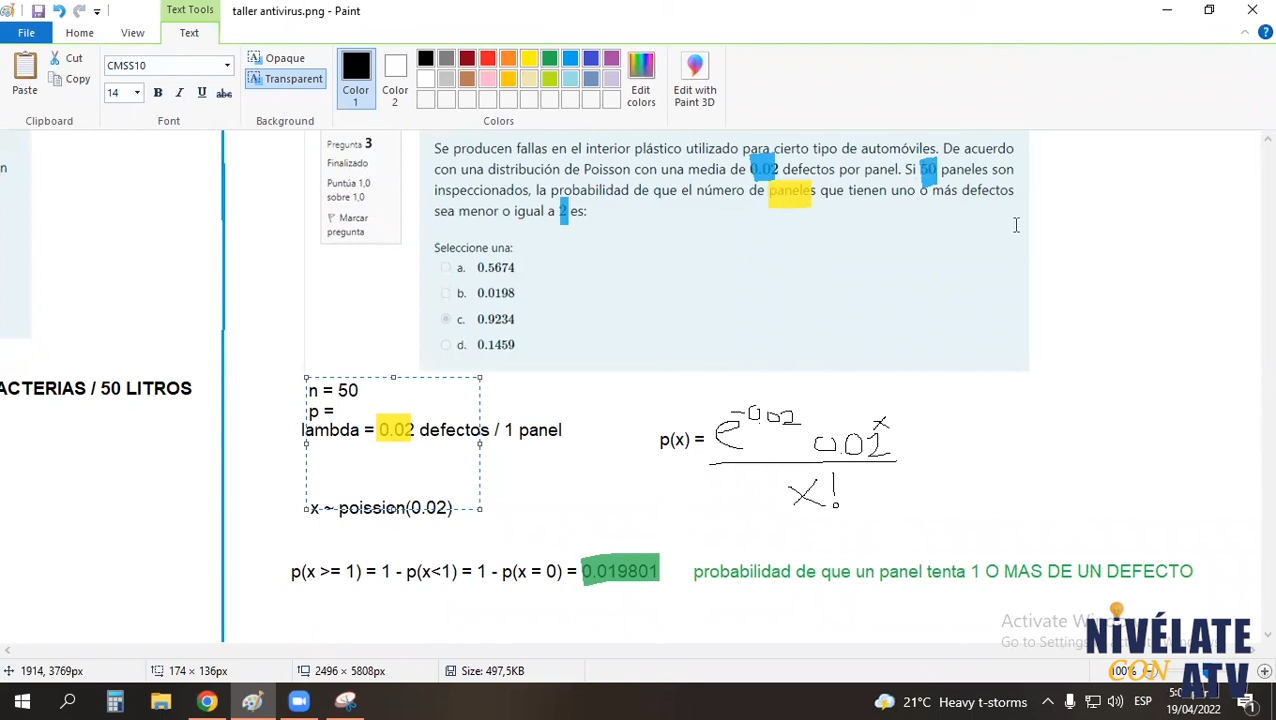 Text Tools
taller antivirus.png - Paint
File
Home
View
Text
Paste
Cut
Copy
CMSS10
14
B I U abc
Opaque
Transparent
Color 1
Color 2
Edit colors
Edit with Paint 3D
Clipboard
Font
Background
Colors
n
ACTERIAS / 50 LITROS
Pregunta 3
Finalizado
Puntúa 1,0
sobre 1,0
Marcar
pregunta
Se producen fallas en el interior plástico utilizado para cierto tipo de automóviles. De acuerdo
con una distribución de Poisson con una media de 0.02 defectos por panel. Si 50 paneles son
inspeccionados, la probabilidad de que el número de paneles que tienen uno o más defectos
sea menor o igual a 2 es:
Seleccione una:
a. 0.5674
b. 0.0198
c. 0.9234
d. 0.1459
n = 50
p =
lambda = 0.02 defectos / 1 panel
x ~ poission(0.02)
p(x) = e^-0.02 0.02^x
x!
p(x >= 1) = 1 - p(x<1) = 1 - p(x = 0) = 0.019801
probabilidad de que un panel tenta 1 O MAS DE UN DEFECTO
Go to Settings
NIVÉLATE
CON
ATV
1914, 3769px
174 × 136px
2496 × 5808px
Size: 497,5KB
100%
21°C Heavy t-storms
ESP
19/04/2022
1